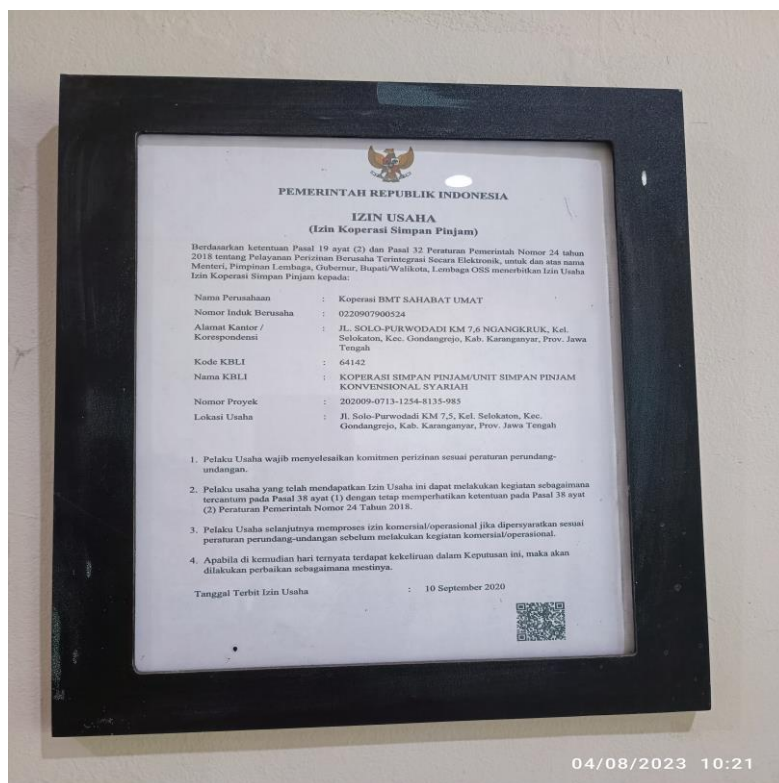 PEMERINTAH REPUBLIK INDONESIA
IZIN USAHA
(Izin Koperasi Simpan Pinjam)
Berdasarkan ketentuan Pasal 19 ayat (2) dan Pasal 32 Peraturan Pemerintah Nomor 24 tahun
2018 tentang Pelayanan Perizinan Berusaha Terintegrasi Secara Elektronik, untuk dan atas nama
Menteri, Pimpinan Lembaga, Gubernur, Bupati/Walikota, Lembaga OSS menerbitkan Izin Usaha
Izin Koperasi Simpan Pinjam kepada:
Nama Perusahaan : Koperasi BMT SAHABAT UMAT
Nomor Induk Berusaha : 0220907900524
Alamat Kantor / : JL. SOLO-PURWODADI KM 7,6 NGANGKRUK, Kel.
Korespondensi Selokaton, Kec. Gondangrejo, Kab. Karanganyar, Prov. Jawa
Tengah
Kode KBLI : 64142
Nama KBLI : KOPERASI SIMPAN PINJAM/UNIT SIMPAN PINJAM
KONVENSIONAL SYARIAH
Nomor Proyek : 202009-0713-1254-8135-985
Lokasi Usaha : Jl. Solo-Purwodadi KM 7,5, Kel. Selokaton, Kec.
Gondangrejo, Kab. Karanganyar, Prov. Jawa Tengah
1. Pelaku Usaha wajib menyelesaikan komitmen perizinan sesuai peraturan perundang-
undangan.
2. Pelaku usaha yang telah mendapatkan Izin Usaha ini dapat melakukan kegiatan sebagaimana
tercantum pada Pasal 38 ayat (1) dengan tetap memperhatikan ketentuan pada Pasal 38 ayat
(2) Peraturan Pemerintah Nomor 24 Tahun 2018.
3. Pelaku Usaha selanjutnya memproses izin komersial/operasional jika dipersyaratkan sesuai
peraturan perundang-undangan sebelum melakukan kegiatan komersial/operasional.
4. Apabila di kemudian hari ternyata terdapat kekeliruan dalam Keputusan ini, maka akan
dilakukan perbaikan sebagaimana mestinya.
Tanggal Terbit Izin Usaha : 10 September 2020
04/08/2023 10:21